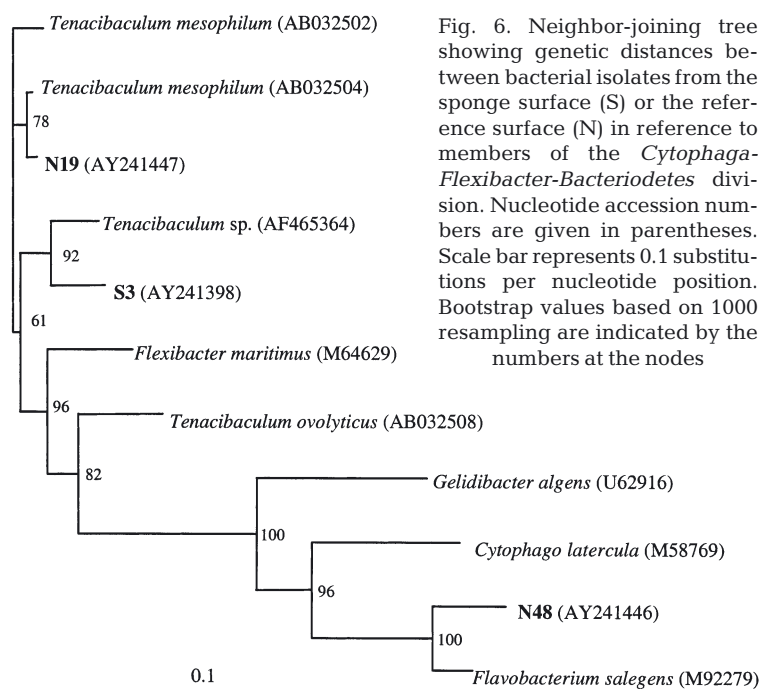 Tenacibaculum mesophilum (AB032502)
Tenacibaculum mesophilum (AB032504)
78
N19 (AY241447)
Tenacibaculum sp. (AF465364)
92
S3 (AY241398)
61
Flexibacter maritimus (M64629)
96
Tenacibaculum ovolyticus (AB032508)
82
Gelidibacter algens (U62916)
100
Cytophago latercula (M58769)
96
N48 (AY241446)
100
Flavobacterium salegens (M92279)
0.1
Fig. 6. Neighbor-joining tree
showing genetic distances be-
tween bacterial isolates from the
sponge surface (S) or the refer-
ence surface (N) in reference to
members of the Cytophaga-
Flexibacter-Bacteriodetes divi-
sion. Nucleotide accession num-
bers are given in parentheses.
Scale bar represents 0.1 substitu-
tions per nucleotide position.
Bootstrap values based on 1000
resampling are indicated by the
numbers at the nodes